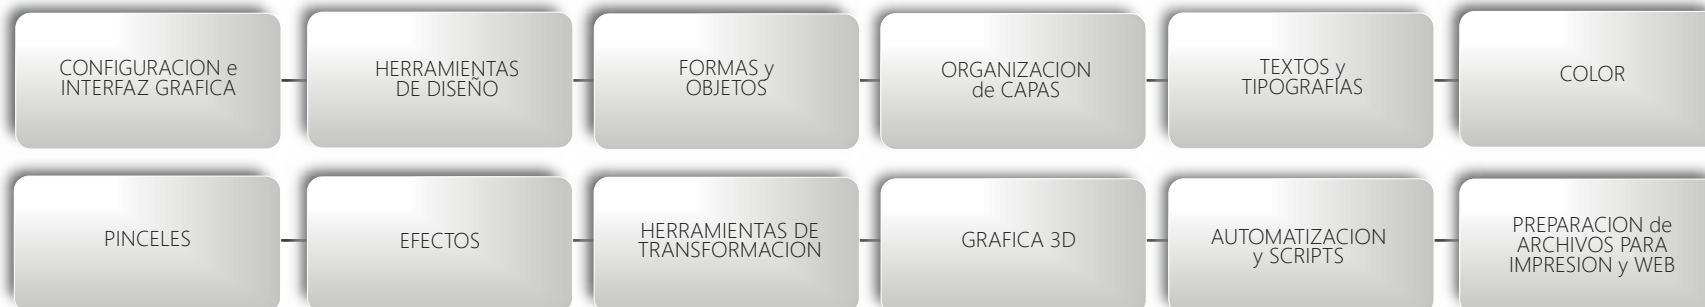 CONFIGURACION e
INTERFAZ GRAFICA
HERRAMIENTAS
DE DISEÑO
FORMAS y
OBJETOS
ORGANIZACION
de CAPAS
TEXTOS y
TIPOGRAFIAS
COLOR
PINCELES
EFECTOS
HERRAMIENTAS DE
TRANSFORMACION
GRAFICA 3D
AUTOMATIZACION
y SCRIPTS
PREPARACION de
ARCHIVOS PARA
IMPRESION y WEB